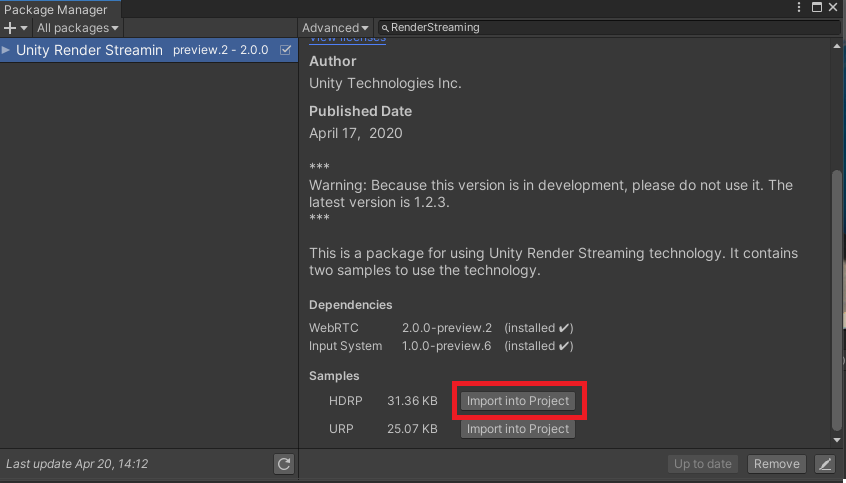 Package Manager
All packages
Advanced
RenderStreaming
Unity Render Streamin preview.2 - 2.0.0
View licenses
Author
Unity Technologies Inc.
Published Date
April 17, 2020
***
Warning: Because this version is in development, please do not use it. The
latest version is 1.2.3.
***
This is a package for using Unity Render Streaming technology. It contains
two samples to use the technology.
Dependencies
WebRTC 2.0.0-preview.2 (installed ✔)
Input System 1.0.0-preview.6 (installed ✔)
Samples
HDRP 31.36 KB Import into Project
URP 25.07 KB Import into Project
Last update Apr 20, 14:12
Up to date
Remove